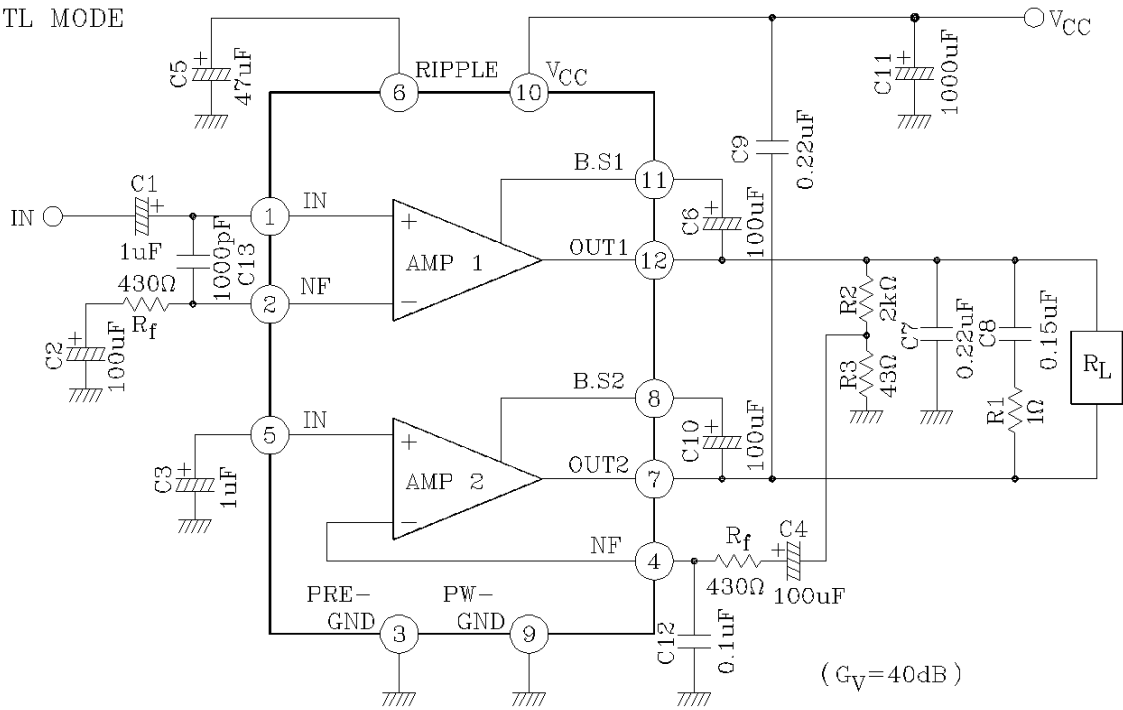 TL MODE
VCC
C5
47uF
RIPPLE
VCC
6
10
C11
1000uF
C9
0.22uF
B.S1
11
C6
100uF
IN
C1
1uF
1
IN
AMP 1
OUT1
12
1000pF
C13
430Ω
Rf
2
NF
C2
100uF
R2
2kΩ
R3
43Ω
C7
0.22uF
C8
0.15uF
R1
1Ω
RL
B.S2
8
C10
100uF
5
IN
AMP 2
OUT2
7
C3
1uF
NF
4
Rf
430Ω
C4
100uF
C12
0.1uF
PRE-
GND
3
PW-
GND
9
(GV=40dB)